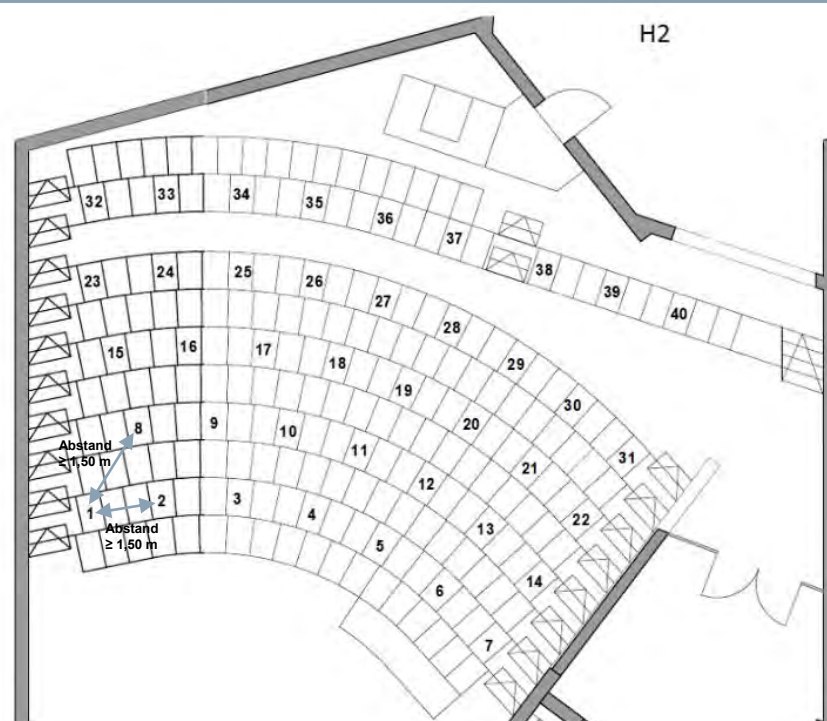 H2
32 33 34 35 36 37
38 39 40
23 24 25 26 27 28 29 30 31
15 16 17 18 19 20 21 22
8 9 10 11 12 13 14
Abstand
≥ 1,50 m
1 2 3 4 5 6 7
Abstand
≥ 1,50 m